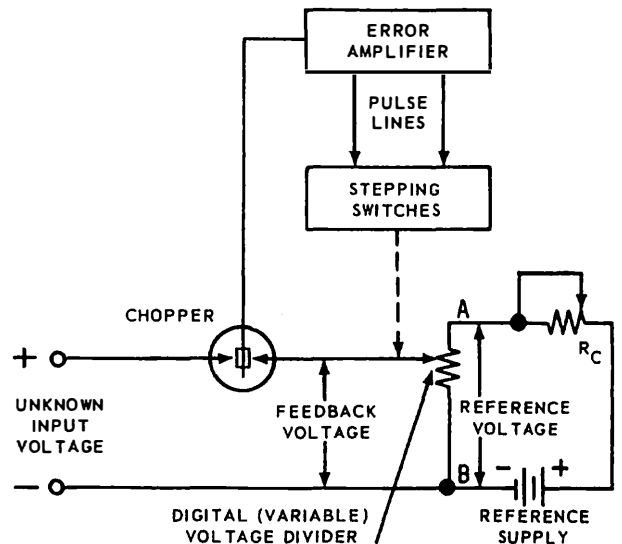 ERROR
AMPLIFIER
PULSE
LINES
STEPPING
SWITCHES
CHOPPER
A
RC
+
UNKNOWN
INPUT
VOLTAGE
−
FEEDBACK
VOLTAGE
REFERENCE
VOLTAGE
B
- +
DIGITAL (VARIABLE)
VOLTAGE DIVIDER
REFERENCE
SUPPLY